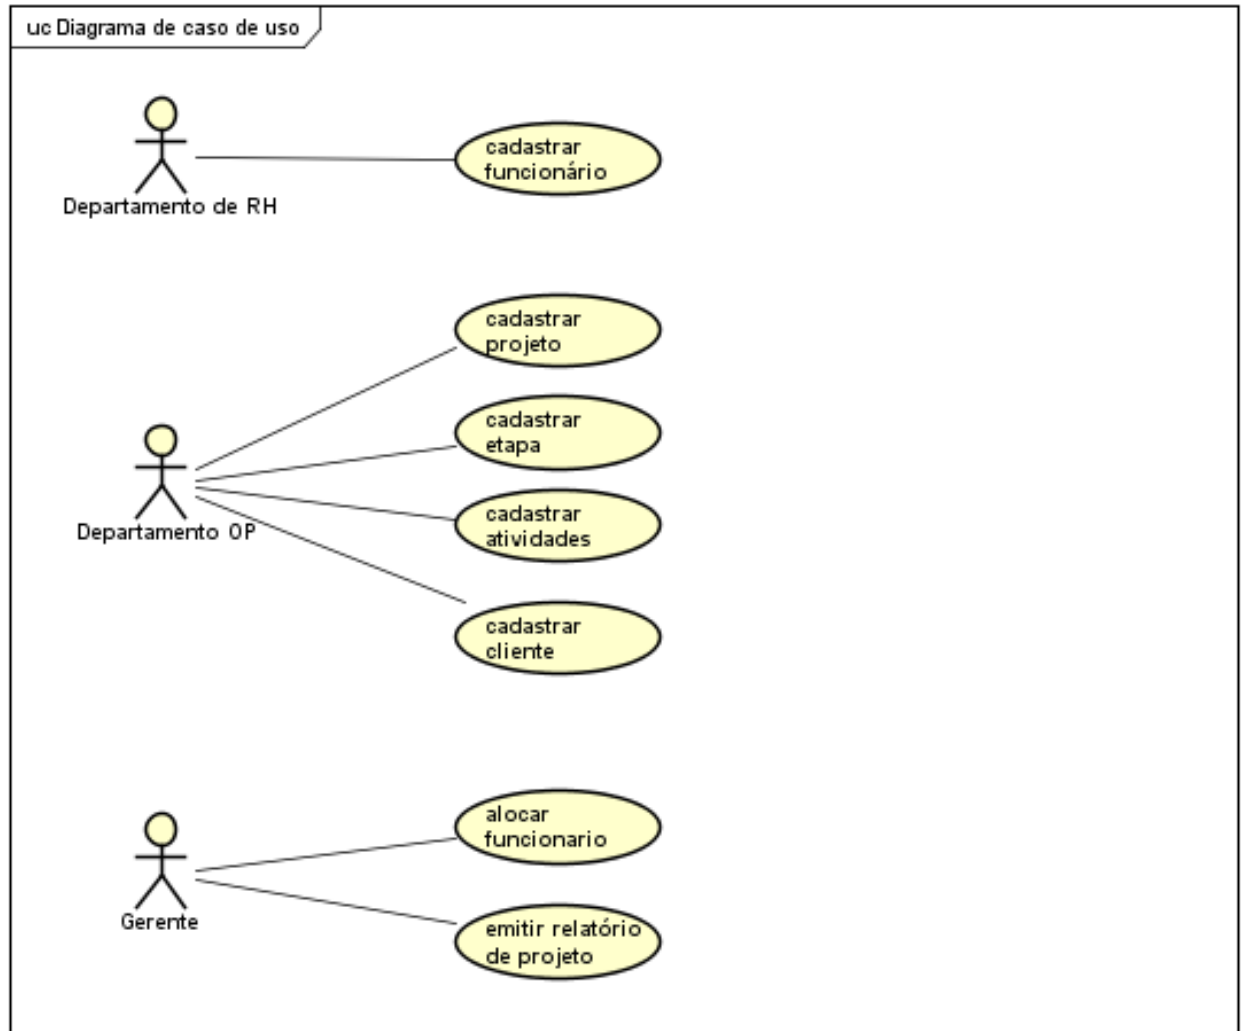 uc Diagrama de caso de uso
cadastrar
funcionário
Departamento de RH
cadastrar
projeto
cadastrar
etapa
cadastrar
atividades
Departamento OP
cadastrar
cliente
alocar
funcionario
Gerente
emitir relatório
de projeto